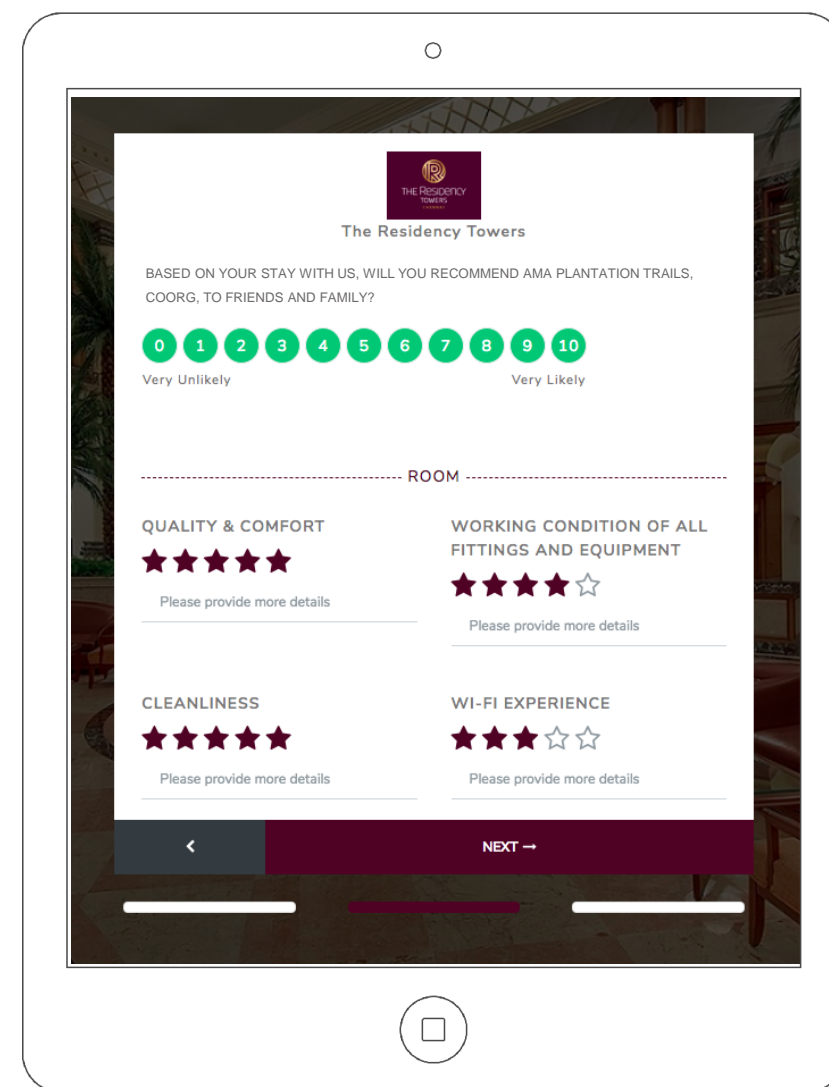 THE RESIDENCY
TOWERS
CHENNAI
The Residency Towers
BASED ON YOUR STAY WITH US, WILL YOU RECOMMEND AMA PLANTATION TRAILS,
COORG, TO FRIENDS AND FAMILY?
0 1 2 3 4 5 6 7 8 9 10
Very Unlikely Very Likely
ROOM
QUALITY & COMFORT
Please provide more details
WORKING CONDITION OF ALL
FITTINGS AND EQUIPMENT
Please provide more details
CLEANLINESS
Please provide more details
WI-FI EXPERIENCE
Please provide more details
NEXT →